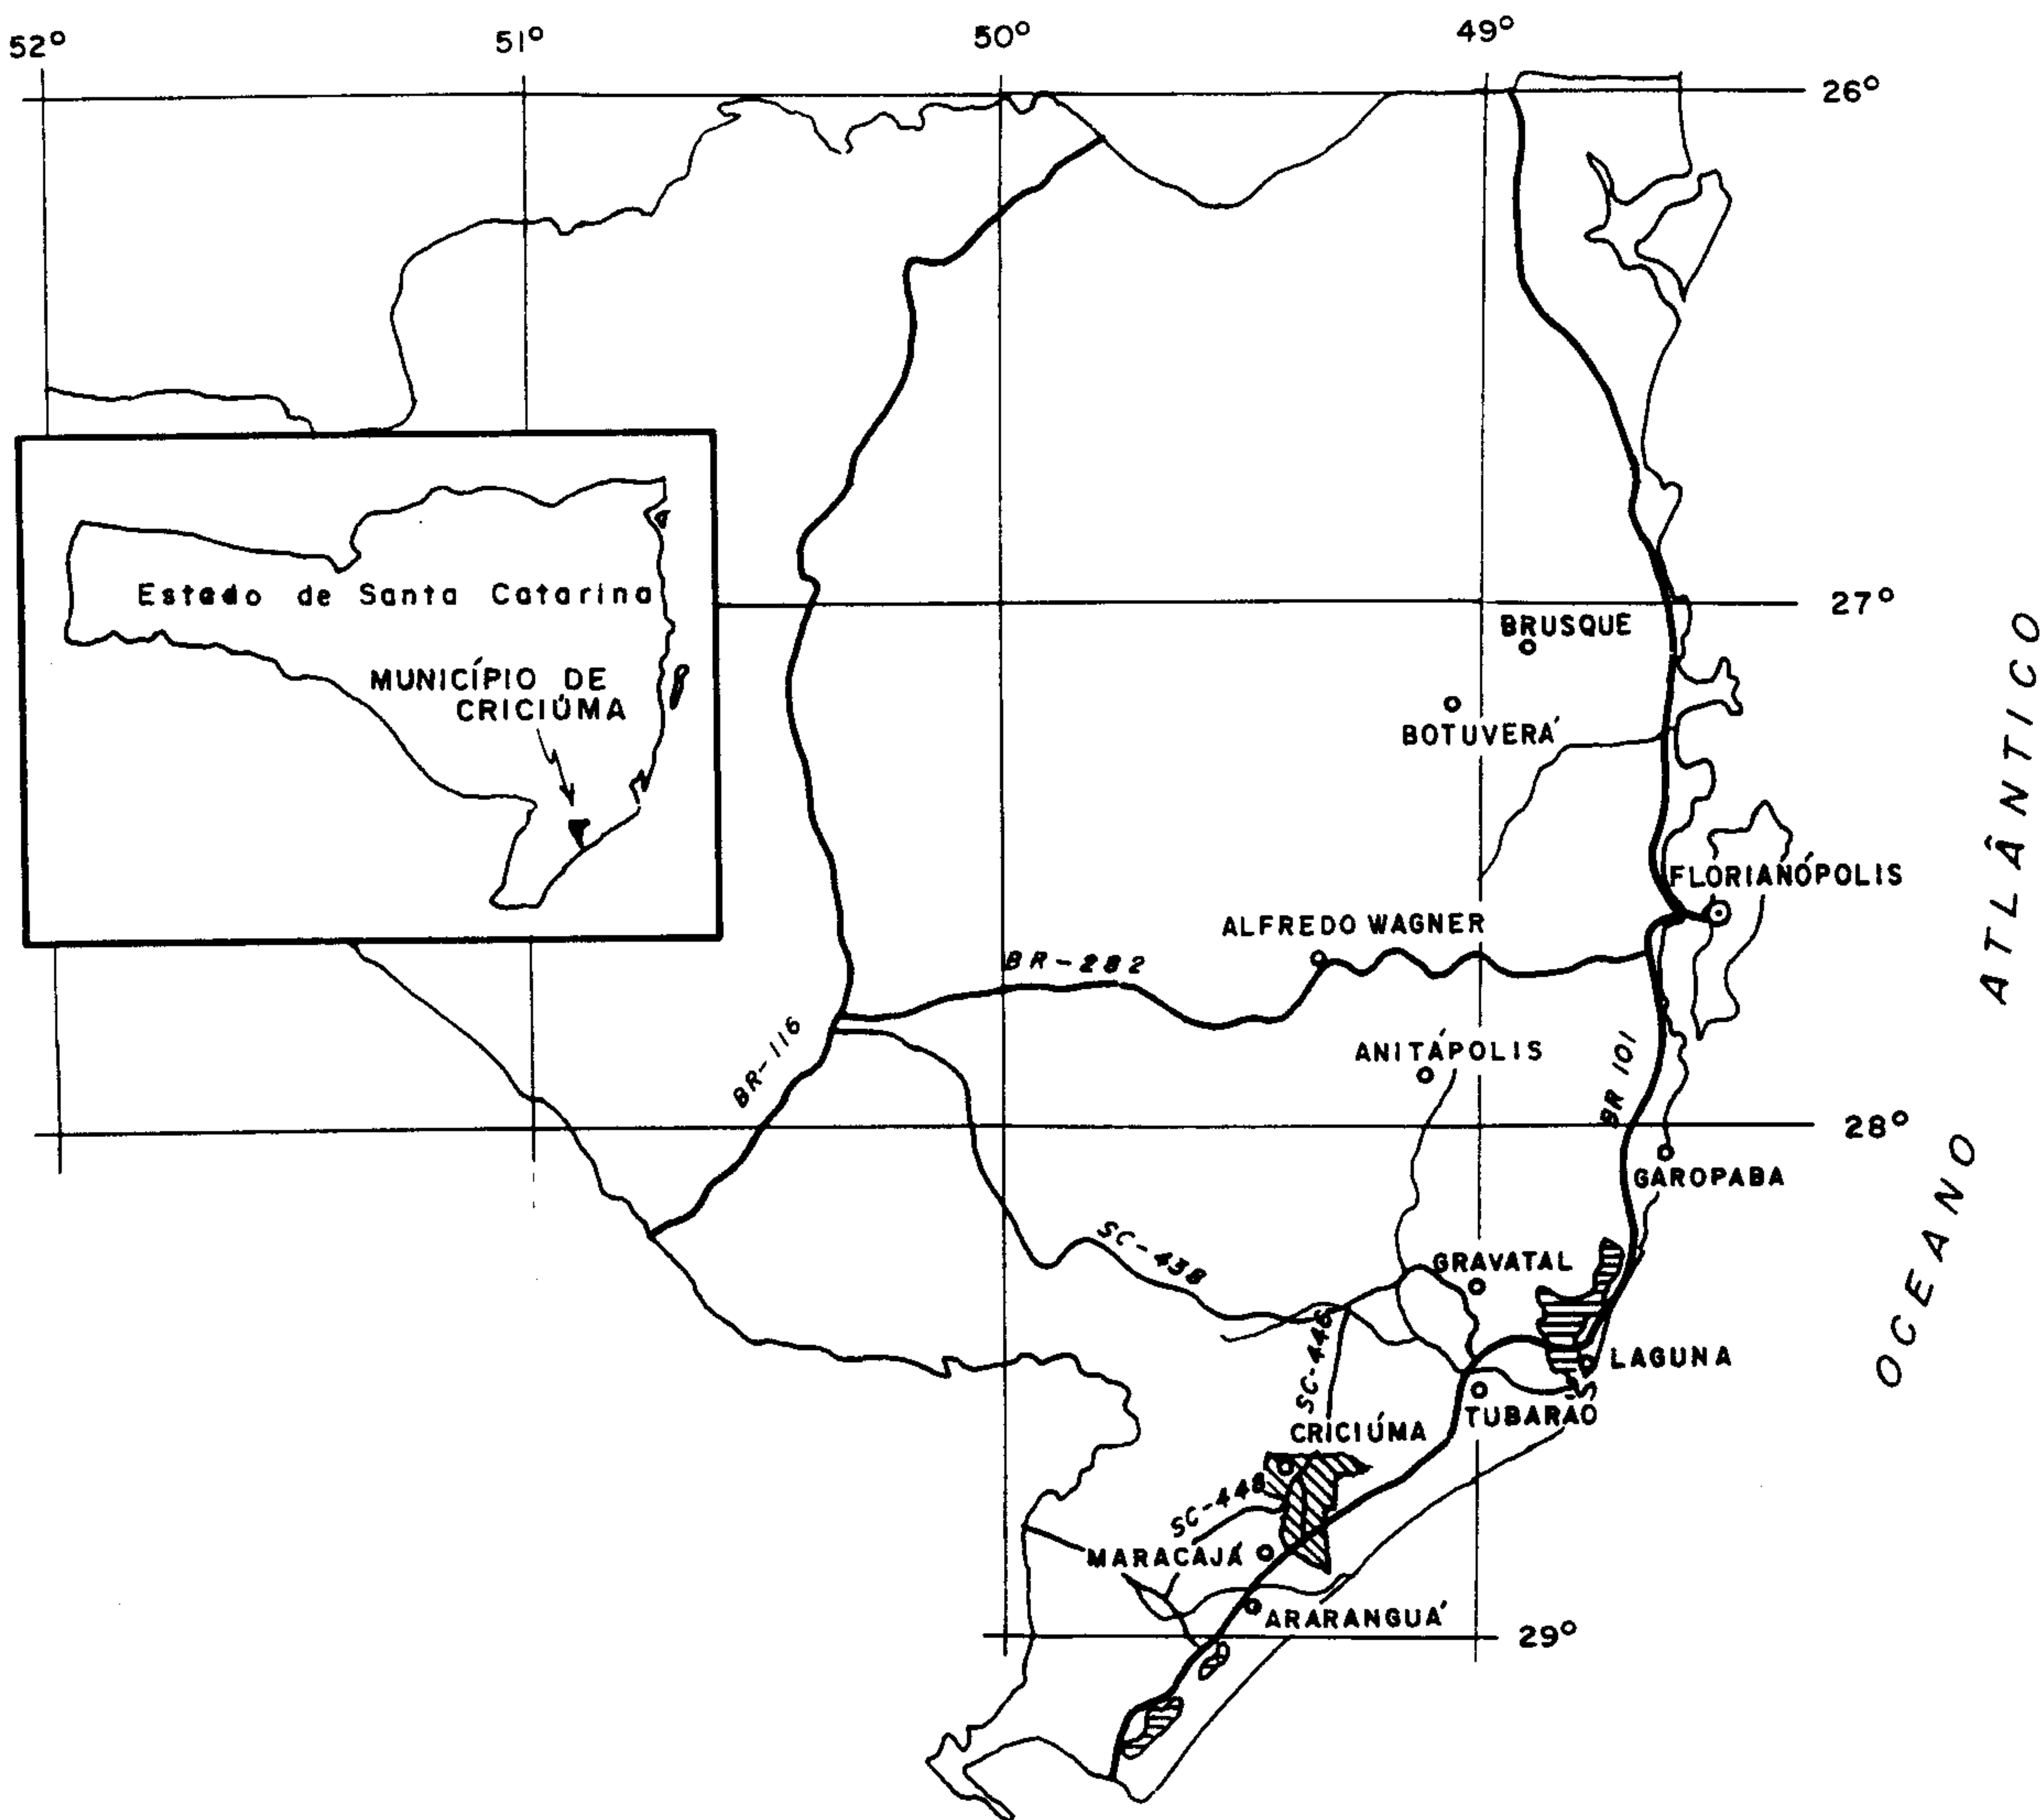 52° 51° 50° 49°
26°
Estado de Santa Catarina
27°
BRUSQUE
MUNICÍPIO DE
CRICIÚMA
BOTUVERÁ
FLORIANÓPOLIS
ALFREDO WAGNER
BR-282
BR-116
ANITÁPOLIS
BR 101
28°
GAROPABA
SC-438
GRAVATAL
SC-446
LAGUNA
TUBARÃO
CRICIÚMA
SC-448
MARACAJÁ
ARARANGUÁ
29°
OCEANO ATLÂNTICO